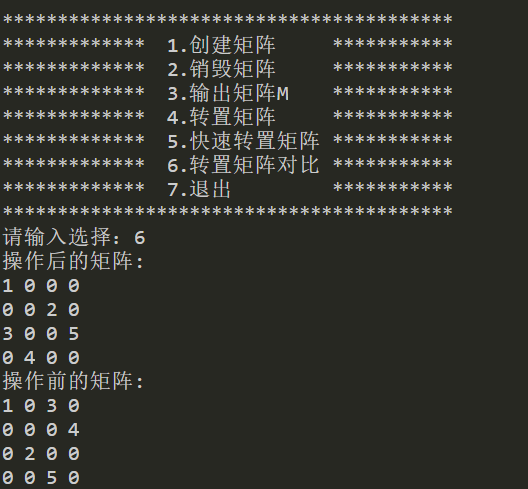 *****************************************
*************  1.创建矩阵     ***********
*************  2.销毁矩阵     ***********
*************  3.输出矩阵M    ***********
*************  4.转置矩阵     ***********
*************  5.快速转置矩阵 ***********
*************  6.转置矩阵对比 ***********
*************  7.退出         ***********
*****************************************
请输入选择：6
操作后的矩阵：
1 0 0 0
0 0 2 0
3 0 0 5
0 4 0 0
操作前的矩阵：
1 0 3 0
0 0 0 4
0 2 0 0
0 0 5 0